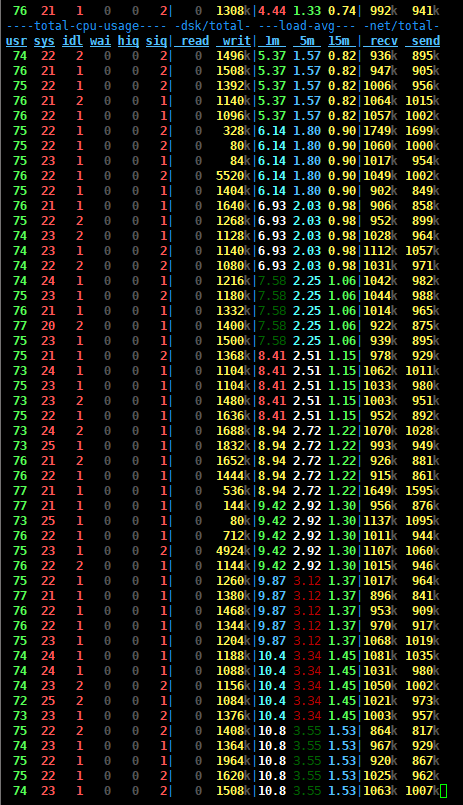 76 21 1 0 0 2| 0 1308k|4.44 1.33 0.74| 992k 941k
----total-cpu-usage---- -dsk/total- ---load-avg--- -net/total-
usr sys idl wai hiq siq| read writ| 1m 5m 15m | recv send
74 22 2 0 0 2| 0 1496k|5.37 1.57 0.82| 936k 895k
76 21 1 0 0 1| 0 1508k|5.37 1.57 0.82| 947k 905k
75 22 1 0 0 2| 0 1392k|5.37 1.57 0.82|1006k 956k
76 21 2 0 0 1| 0 1140k|5.37 1.57 0.82|1064k 1015k
76 22 1 0 0 1| 0 1096k|5.37 1.57 0.82|1057k 1002k
75 22 1 0 0 2| 0 328k|6.14 1.80 0.90|1749k 1699k
75 22 1 0 0 2| 0 80k|6.14 1.80 0.90|1060k 1000k
75 23 1 0 0 1| 0 84k|6.14 1.80 0.90|1017k 954k
76 22 1 0 0 2| 0 5520k|6.14 1.80 0.90|1049k 1002k
75 22 1 0 0 2| 0 1404k|6.14 1.80 0.90| 902k 849k
76 21 1 0 0 2| 0 1640k|6.93 2.03 0.98| 906k 858k
75 22 2 0 0 2| 0 1268k|6.93 2.03 0.98| 952k 899k
74 23 2 0 0 1| 0 1128k|6.93 2.03 0.98|1028k 964k
74 23 2 0 0 1| 0 1140k|6.93 2.03 0.98|1112k 1057k
74 22 2 0 0 2| 0 1080k|6.93 2.03 0.98|1031k 971k
74 24 1 0 0 1| 0 1216k|7.58 2.25 1.06|1042k 982k
75 23 1 0 0 2| 0 1180k|7.58 2.25 1.06|1044k 988k
76 21 1 0 0 1| 0 1332k|7.58 2.25 1.06|1014k 965k
77 20 2 0 0 1| 0 1400k|7.58 2.25 1.06| 922k 875k
75 23 1 0 0 1| 0 1500k|7.58 2.25 1.06| 939k 895k
75 21 1 0 0 2| 0 1368k|8.41 2.51 1.15| 978k 929k
73 24 1 0 0 1| 0 1104k|8.41 2.51 1.15|1062k 1011k
75 23 1 0 0 1| 0 1104k|8.41 2.51 1.15|1033k 980k
73 23 2 0 0 1| 0 1480k|8.41 2.51 1.15|1003k 951k
75 22 1 0 0 2| 0 1636k|8.41 2.51 1.15| 952k 892k
73 24 2 0 0 2| 0 1688k|8.94 2.72 1.22|1070k 1028k
73 25 1 0 0 1| 0 1832k|8.94 2.72 1.22| 993k 949k
76 21 2 0 0 1| 0 1652k|8.94 2.72 1.22| 926k 881k
76 22 1 0 0 2| 0 1444k|8.94 2.72 1.22| 915k 861k
77 21 1 0 0 1| 0 536k|8.94 2.72 1.22|1649k 1595k
77 21 1 0 0 1| 0 144k|9.42 2.92 1.30| 956k 876k
73 25 1 0 0 1| 0 80k|9.42 2.92 1.30|1137k 1095k
76 22 1 0 0 2| 0 712k|9.42 2.92 1.30|1011k 944k
75 23 1 0 0 2| 0 4924k|9.42 2.92 1.30|1107k 1060k
74 22 2 0 0 2| 0 1144k|9.42 2.92 1.30|1015k 946k
75 22 1 0 0 1| 0 1260k|9.87 3.12 1.37|1017k 964k
77 21 1 0 0 1| 0 1380k|9.87 3.12 1.37| 896k 841k
76 22 1 0 0 1| 0 1468k|9.87 3.12 1.37| 953k 909k
76 22 1 0 0 1| 0 1344k|9.87 3.12 1.37| 970k 917k
75 23 1 0 0 1| 0 1204k|9.87 3.12 1.37|1068k 1019k
74 24 1 0 0 1| 0 1188k|10.4 3.34 1.45|1081k 1035k
74 24 1 0 0 1| 0 1088k|10.4 3.34 1.45|1031k 980k
74 23 2 0 0 2| 0 1156k|10.4 3.34 1.45|1050k 1002k
72 25 2 0 0 1| 0 1084k|10.4 3.34 1.45|1021k 973k
73 23 2 0 0 1| 0 1376k|10.4 3.34 1.45|1003k 957k
75 22 2 0 0 2| 0 1408k|10.8 3.55 1.53| 864k 817k
74 23 1 0 0 2| 0 1364k|10.8 3.55 1.53| 967k 929k
75 22 1 0 0 1| 0 1964k|10.8 3.55 1.53| 920k 867k
75 22 1 0 0 2| 0 1620k|10.8 3.55 1.53|1025k 962k
74 23 1 0 0 2| 0 1508k|10.8 3.55 1.53|1063k 1007k